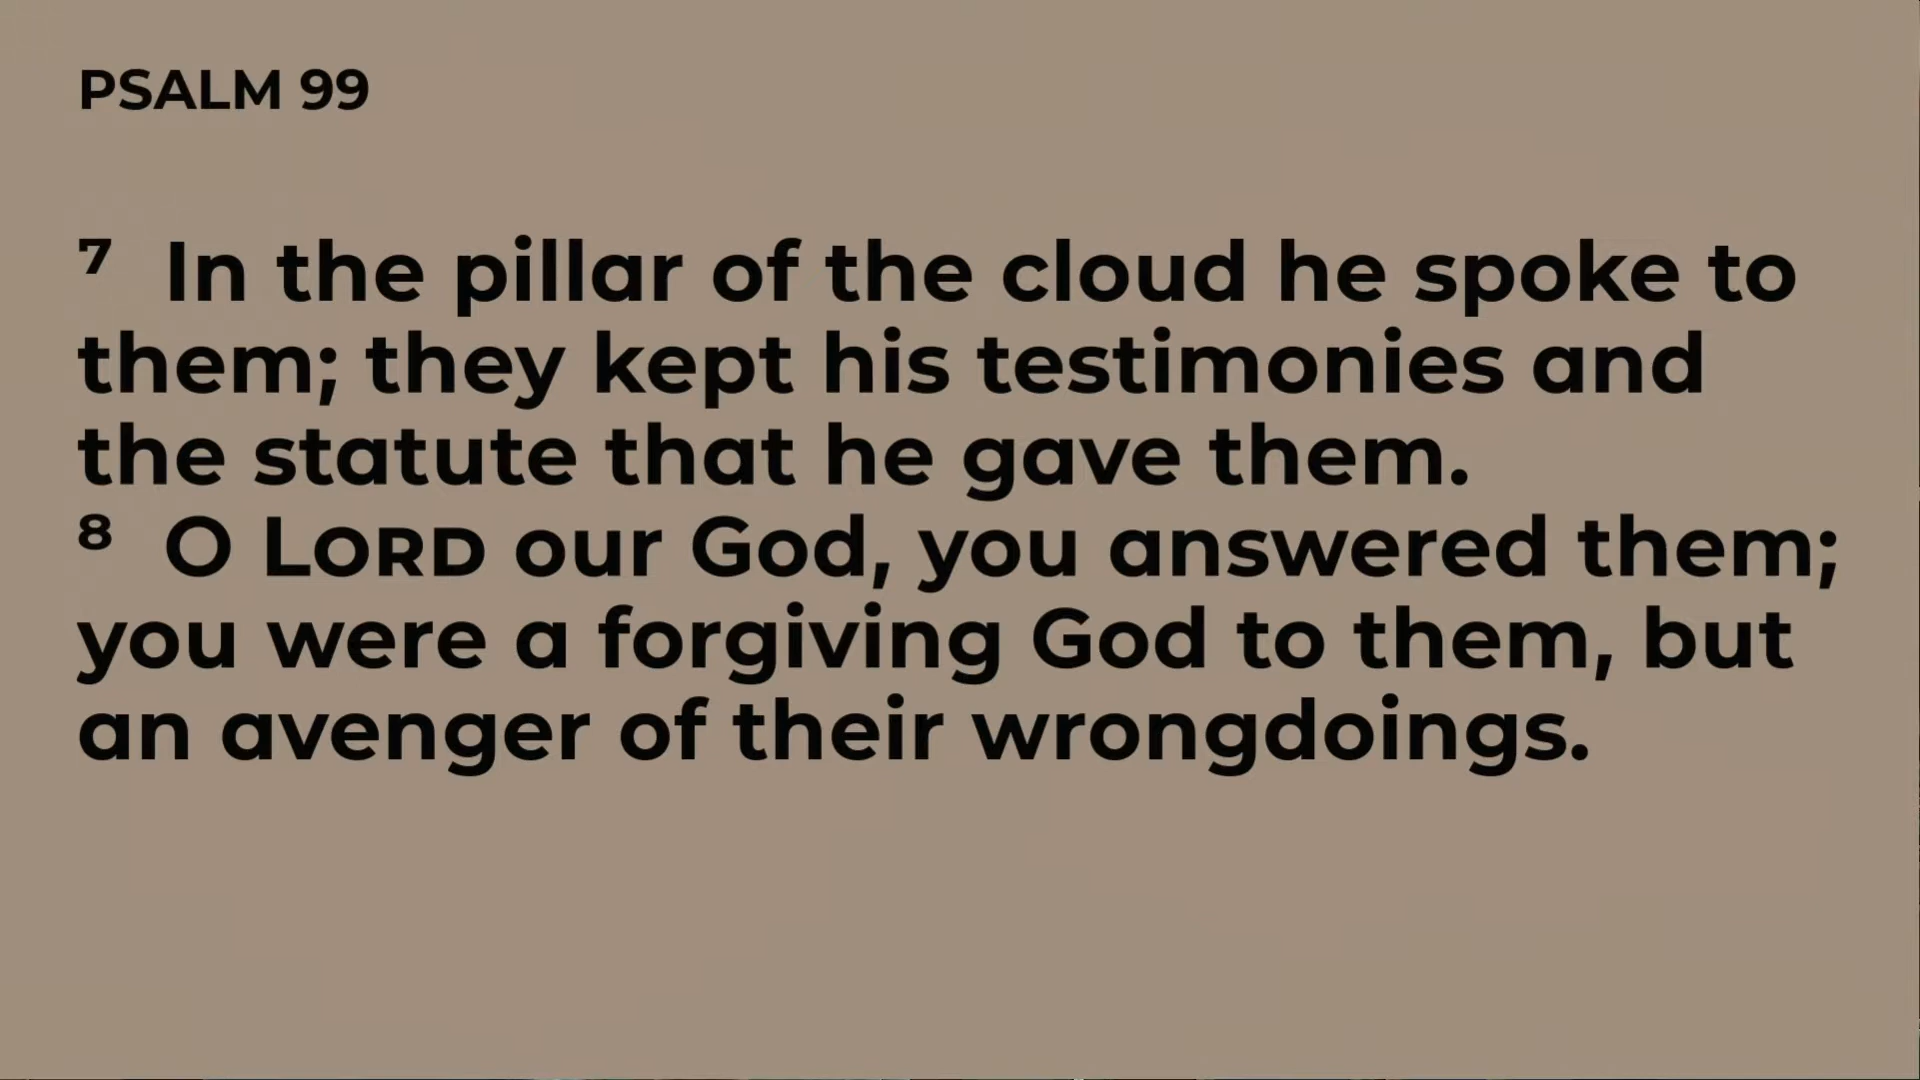 PSALM 99
⁷ In the pillar of the cloud he spoke to
them; they kept his testimonies and
the statute that he gave them.
⁸ O LORD our God, you answered them;
you were a forgiving God to them, but
an avenger of their wrongdoings.